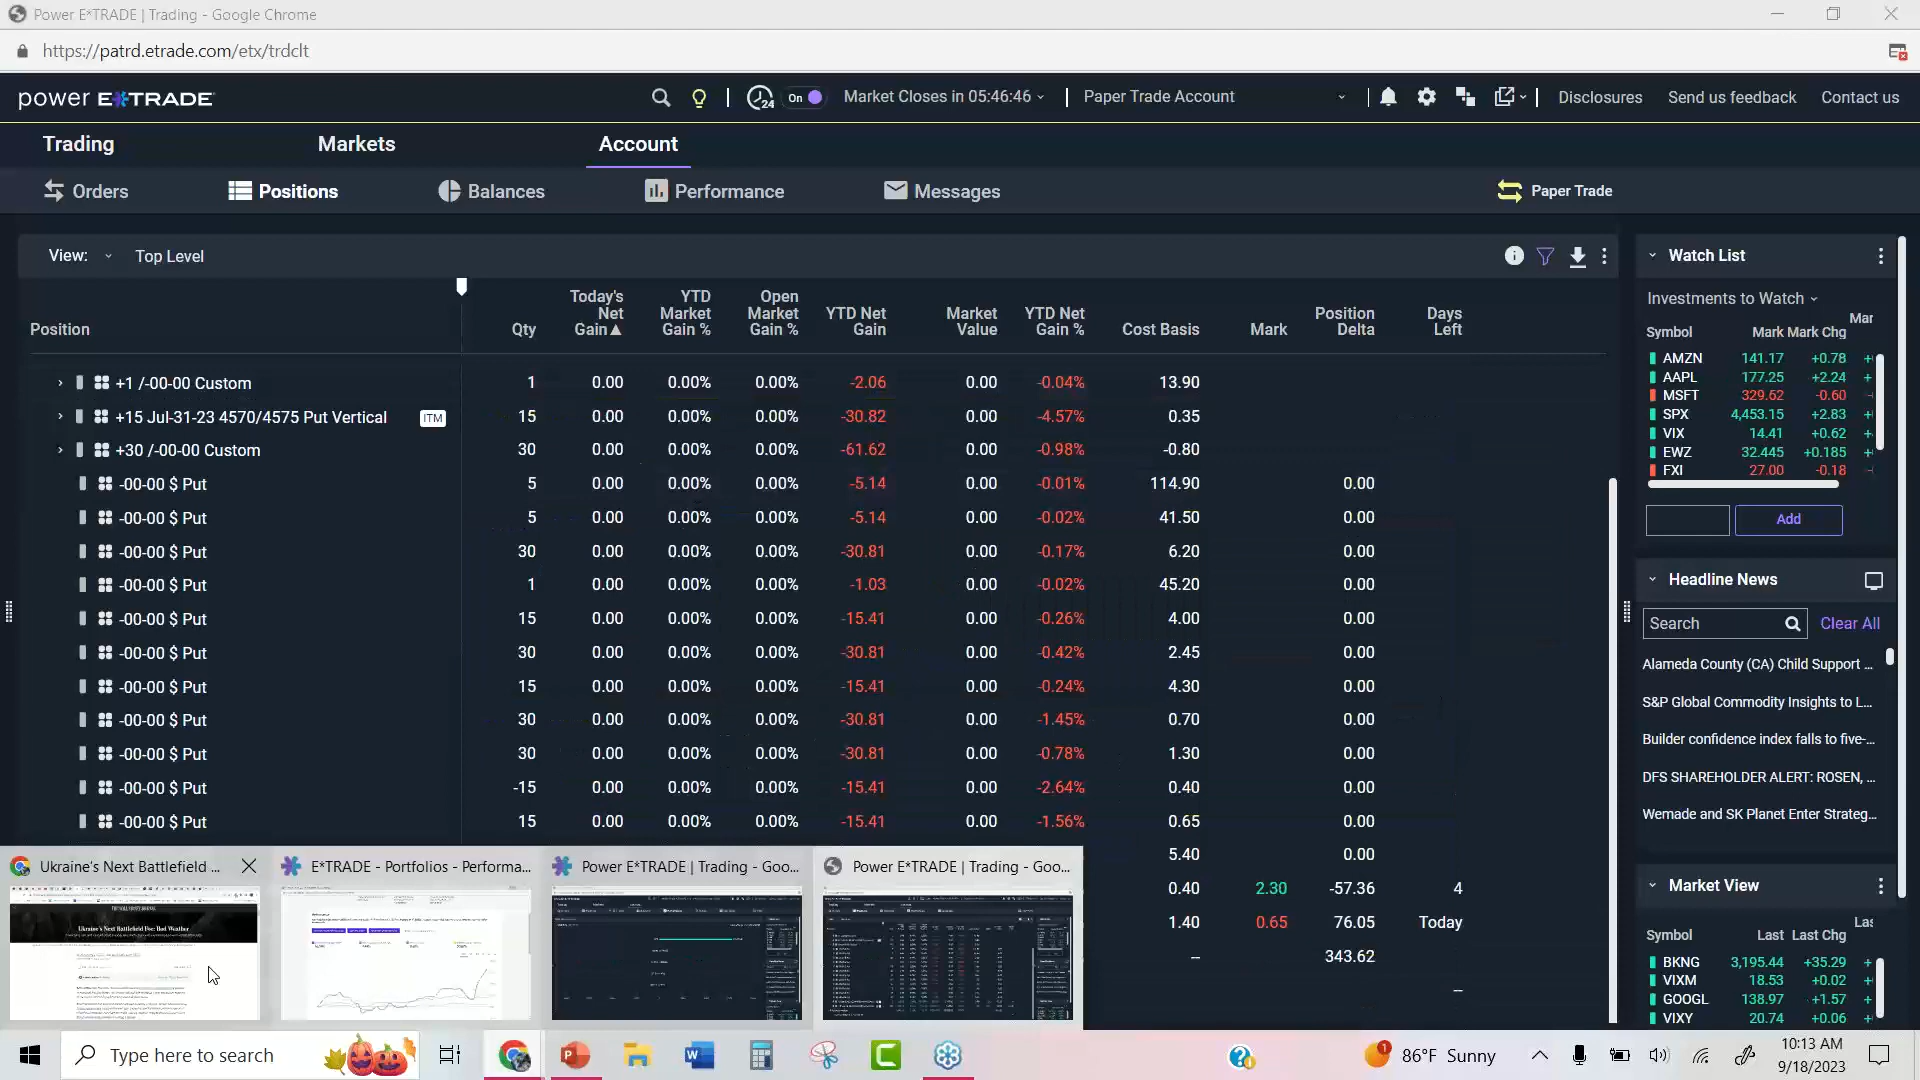 Power E*TRADE | Trading - Google Chrome
https://patrd.etrade.com/etx/trdclt
power E*TRADE
24 On Market Closes in 05:46:46 Paper Trade Account Disclosures Send us feedback Contact us
Trading Markets Account
Orders Positions Balances Performance Messages Paper Trade
View: Top Level
Position Qty Today's Net Gain▲ YTD Market Gain % Open Market Gain % YTD Net Gain Market Value YTD Net Gain % Cost Basis Mark Position Delta Days Left
+1 /-00-00 Custom 1 0.00 0.00% 0.00% -2.06 0.00 -0.04% 13.90
+15 Jul-31-23 4570/4575 Put Vertical ITM 15 0.00 0.00% 0.00% -30.82 0.00 -4.57% 0.35
+30 /-00-00 Custom 30 0.00 0.00% 0.00% -61.62 0.00 -0.98% -0.80
-00-00 $ Put 5 0.00 0.00% 0.00% -5.14 0.00 -0.01% 114.90 0.00
-00-00 $ Put 5 0.00 0.00% 0.00% -5.14 0.00 -0.02% 41.50 0.00
-00-00 $ Put 30 0.00 0.00% 0.00% -30.81 0.00 -0.17% 6.20 0.00
-00-00 $ Put 1 0.00 0.00% 0.00% -1.03 0.00 -0.02% 45.20 0.00
-00-00 $ Put 15 0.00 0.00% 0.00% -15.41 0.00 -0.26% 4.00 0.00
-00-00 $ Put 30 0.00 0.00% 0.00% -30.81 0.00 -0.42% 2.45 0.00
-00-00 $ Put 15 0.00 0.00% 0.00% -15.41 0.00 -0.24% 4.30 0.00
-00-00 $ Put 30 0.00 0.00% 0.00% -30.81 0.00 -1.45% 0.70 0.00
-00-00 $ Put 30 0.00 0.00% 0.00% -30.81 0.00 -0.78% 1.30 0.00
-00-00 $ Put -15 0.00 0.00% 0.00% -15.41 0.00 -2.64% 0.40 0.00
-00-00 $ Put 15 0.00 0.00% 0.00% -15.41 0.00 -1.56% 0.65 0.00
5.40 0.00
0.40 2.30 -57.36 4
1.40 0.65 76.05 Today
-- 343.62
--
Watch List
Investments to Watch
Symbol Mark Mark Chg Mar
AMZN 141.17 +0.78 +
AAPL 177.25 +2.24 +
MSFT 329.62 -0.60 -
SPX 4,453.15 +2.83 +
VIX 14.41 +0.62 +
EWZ 32.445 +0.185 +
FXI 27.00 -0.18 -
Add
Headline News
Search Clear All
Alameda County (CA) Child Support ...
S&P Global Commodity Insights to L...
Builder confidence index falls to five-...
DFS SHAREHOLDER ALERT: ROSEN, ...
Wemade and SK Planet Enter Strateg...
Market View
Symbol Last Last Chg Las
BKNG 3,195.44 +35.29 +
VIXM 18.53 +0.02 +
GOOGL 138.97 +1.57 +
VIXY 20.74 +0.06 +
Ukraine's Next Battlefield ... E*TRADE - Portfolios - Performa... Power E*TRADE | Trading - Goo... Power E*TRADE | Trading - Goo...
Ukraine's Next Battlefield Foe: Bad Weather
Type here to search
1 86°F Sunny
10:13 AM
9/18/2023